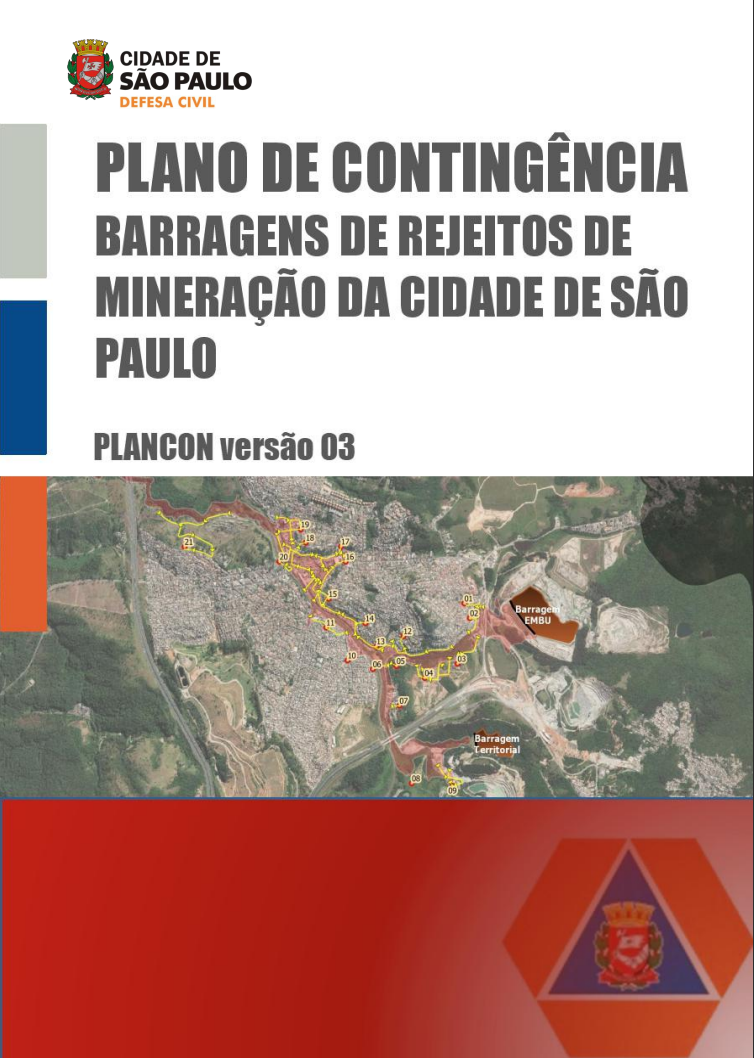 CIDADE DE
SÃO PAULO
DEFESA CIVIL
PLANO DE CONTINGÊNCIA
BARRAGENS DE REJEITOS DE
MINERAÇÃO DA CIDADE DE SÃO
PAULO
PLANCON versão 03
19
18
21
17
20
16
15
01
Barragem
EMBU
02
14
11
12
13
10
05
03
06
04
07
Barragem
Territorial
08
09